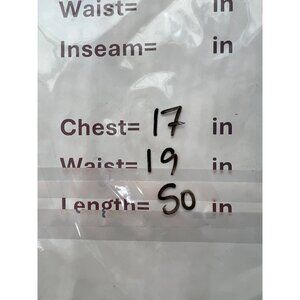 Waist= in
Inseam= in
Chest= 17 in
Waist= 19 in
Length= 50 in